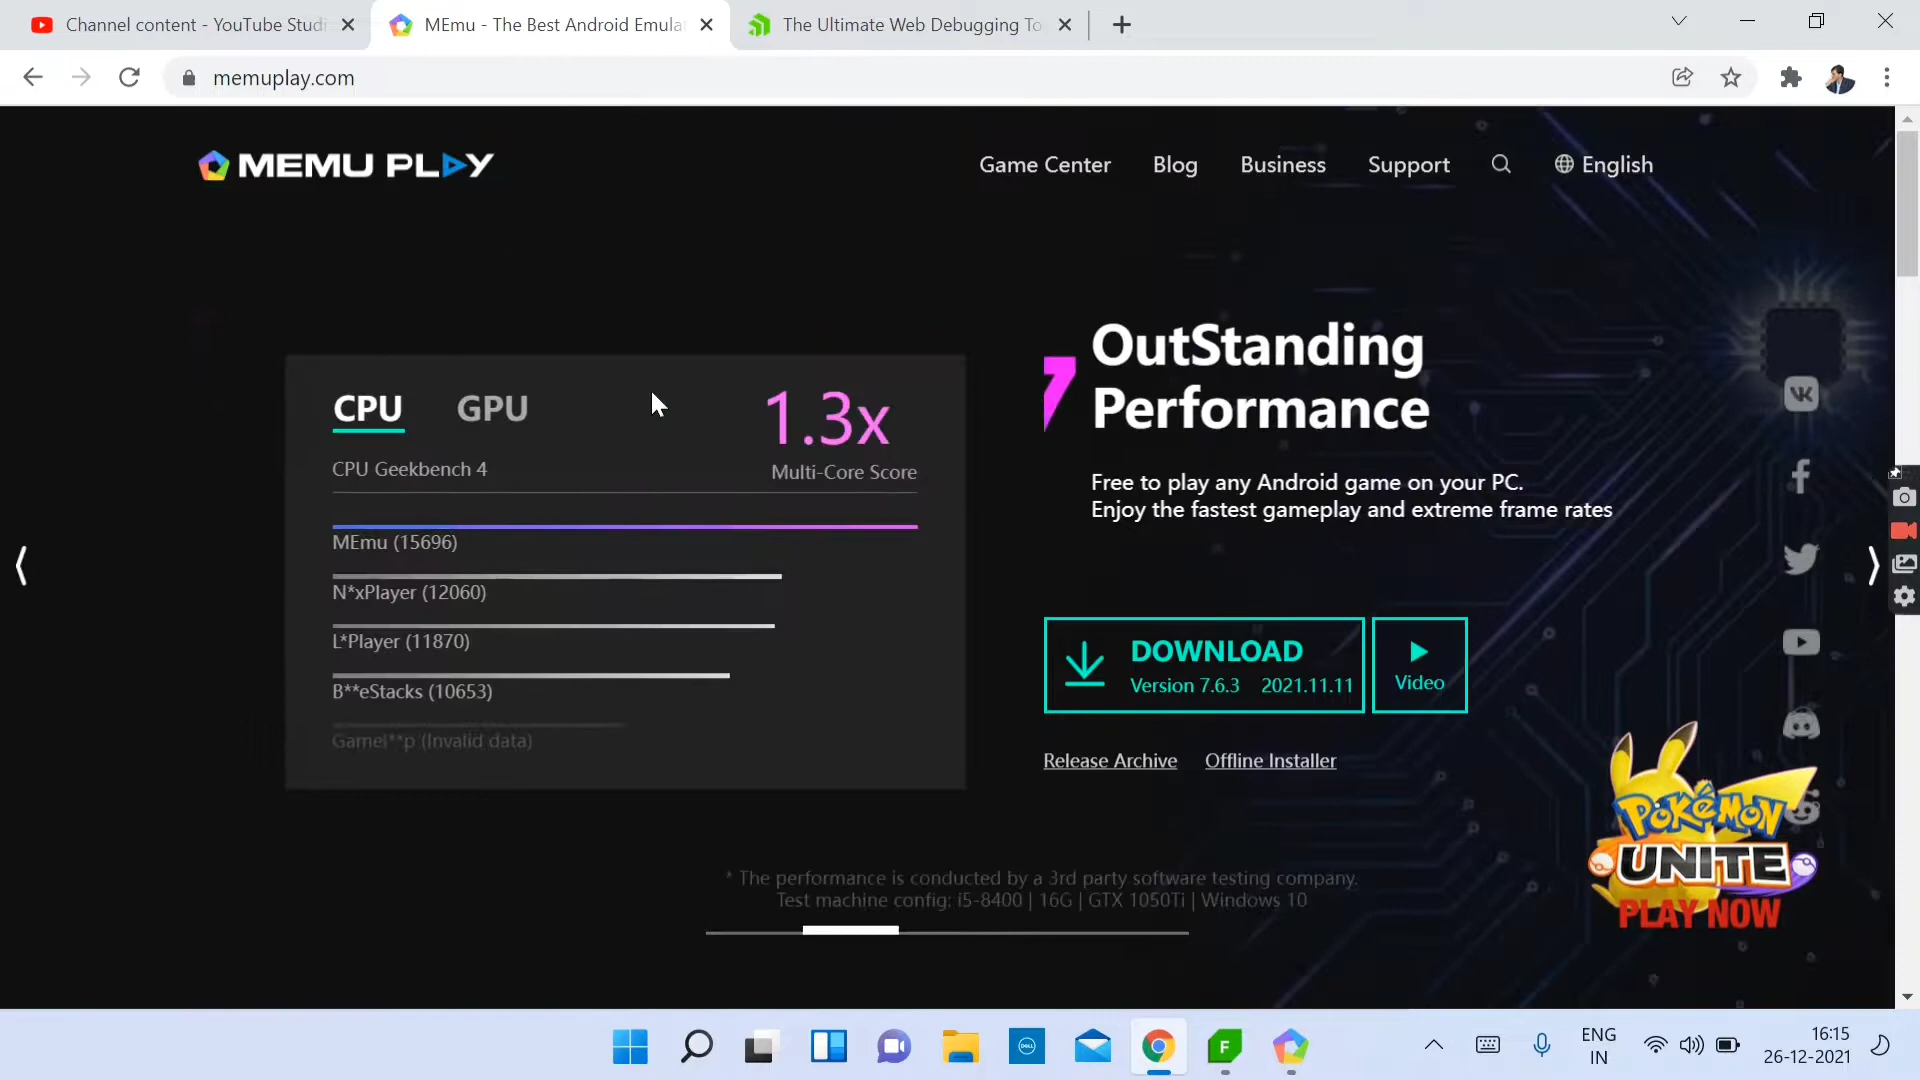 Channel content - YouTube Studi
MEmu - The Best Android Emula
The Ultimate Web Debugging To
memuplay.com
MEMU PLAY
Game Center
Blog
Business
Support
English
CPU
GPU
1.3x
CPU Geekbench 4
Multi-Core Score
MEmu (15696)
N*xPlayer (12060)
L*Player (11870)
B**eStacks (10653)
Gamel**p (Invalid data)
7
OutStanding
Performance
Free to play any Android game on your PC.
Enjoy the fastest gameplay and extreme frame rates
DOWNLOAD
Version 7.6.3 2021.11.11
Video
Release Archive
Offline Installer
POKéMON
UNITE
PLAY NOW
* The performance is conducted by a 3rd party software testing company.
Test machine config: i5-8400 | 16G | GTX 1050Ti | Windows 10
DELL
F
ENG
IN
16:15
26-12-2021